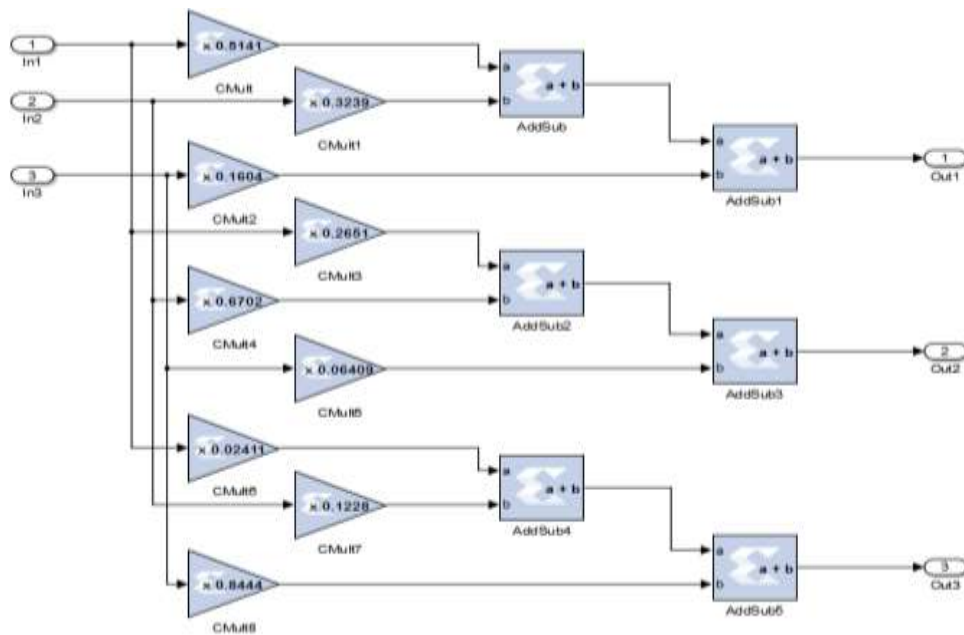 1
In1
x 0.5141
CMult
a
b
a + b
AddSub
2
In2
x 0.3239
CMult1
3
In3
x 0.1604
CMult2
a
b
a + b
AddSub1
1
Out1
x 0.2651
CMult3
a
b
a + b
AddSub2
x 0.6702
CMult4
a
b
a + b
AddSub3
2
Out2
x 0.06409
CMult5
x 0.02411
CMult6
a
b
a + b
AddSub4
x 0.1228
CMult7
a
b
a + b
AddSub5
3
Out3
x 0.8444
CMult8